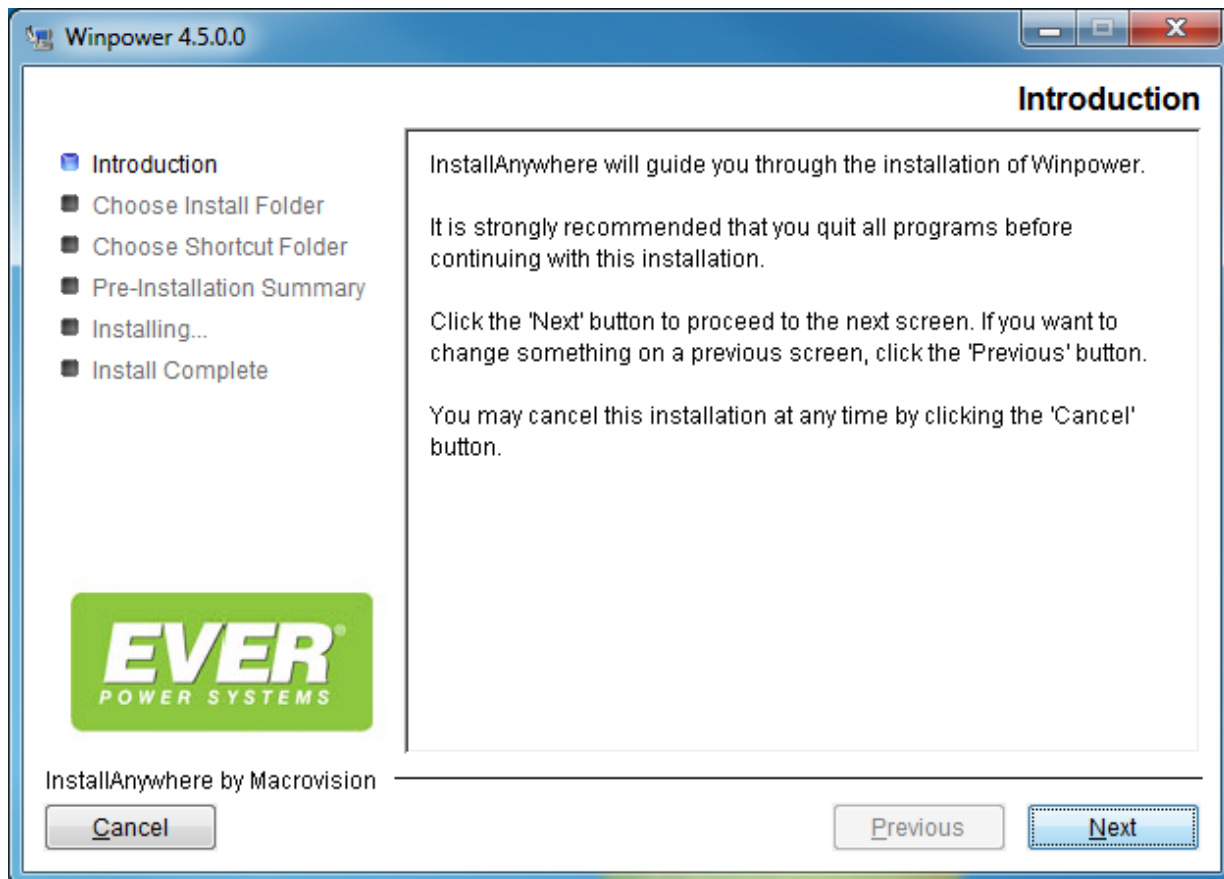 Winpower 4.5.0.0
Introduction
Introduction
Choose Install Folder
Choose Shortcut Folder
Pre-Installation Summary
Installing...
Install Complete
InstallAnywhere will guide you through the installation of Winpower.
It is strongly recommended that you quit all programs before
continuing with this installation.
Click the 'Next' button to proceed to the next screen. If you want to
change something on a previous screen, click the 'Previous' button.
You may cancel this installation at any time by clicking the 'Cancel'
button.
EVER®
POWER SYSTEMS
InstallAnywhere by Macrovision
Cancel
Previous
Next